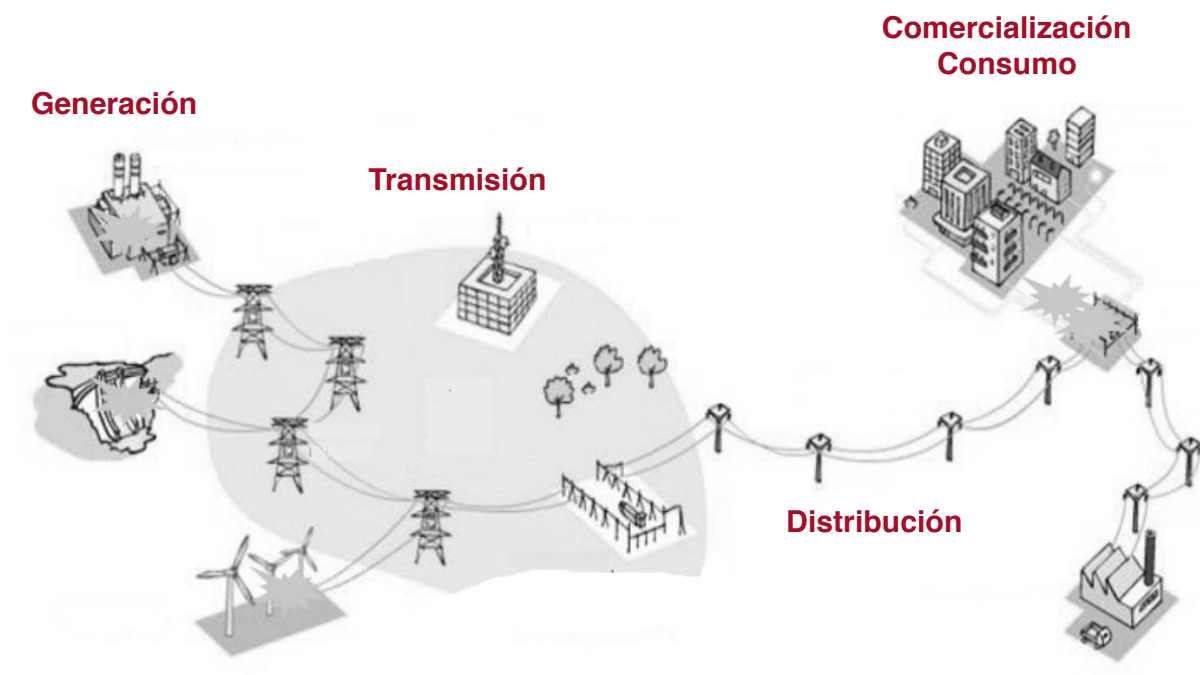 Comercialización
Consumo
Generación
Transmisión
Distribución